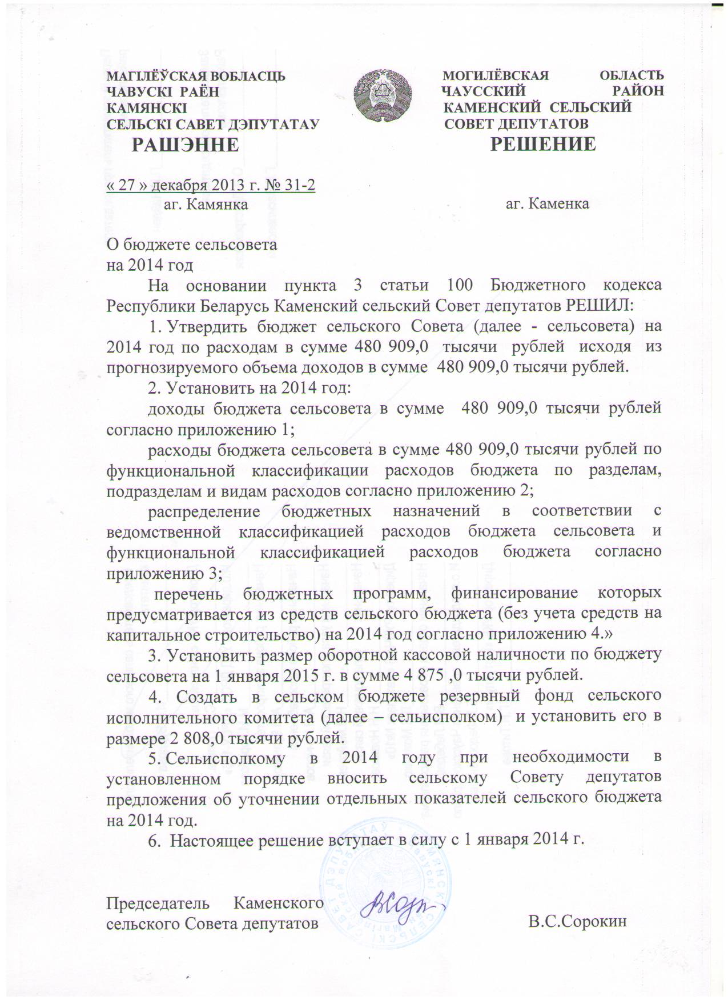 МАГІЛЁЎСКАЯ ВОБЛАСЦЬ
ЧАВУСКІ РАЁН
КАМЯНСКІ
СЕЛЬСКІ САВЕТ ДЭПУТАТАУ
РАШЭННЕ
МОГИЛЁВСКАЯ ОБЛАСТЬ
ЧАУССКИЙ РАЙОН
КАМЕНСКИЙ СЕЛЬСКИЙ
СОВЕТ ДЕПУТАТОВ
РЕШЕНИЕ
« 27 » декабря 2013 г. № 31-2
аг. Камянка
аг. Каменка
О бюджете сельсовета
на 2014 год
На основании пункта 3 статьи 100 Бюджетного кодекса
Республики Беларусь Каменский сельский Совет депутатов РЕШИЛ:
1. Утвердить бюджет сельского Совета (далее - сельсовета) на
2014 год по расходам в сумме 480 909,0 тысячи рублей исходя из
прогнозируемого объема доходов в сумме 480 909,0 тысячи рублей.
2. Установить на 2014 год:
доходы бюджета сельсовета в сумме 480 909,0 тысячи рублей
согласно приложению 1;
расходы бюджета сельсовета в сумме 480 909,0 тысячи рублей по
функциональной классификации расходов бюджета по разделам,
подразделам и видам расходов согласно приложению 2;
распределение бюджетных назначений в соответствии с
ведомственной классификацией расходов бюджета сельсовета и
функциональной классификацией расходов бюджета согласно
приложению 3;
перечень бюджетных программ, финансирование которых
предусматривается из средств сельского бюджета (без учета средств на
капитальное строительство) на 2014 год согласно приложению 4.»
3. Установить размер оборотной кассовой наличности по бюджету
сельсовета на 1 января 2015 г. в сумме 4 875 ,0 тысячи рублей.
4. Создать в сельском бюджете резервный фонд сельского
исполнительного комитета (далее – сельисполком) и установить его в
размере 2 808,0 тысячи рублей.
5. Сельисполкому в 2014 году при необходимости в
установленном порядке вносить сельскому Совету депутатов
предложения об уточнении отдельных показателей сельского бюджета
на 2014 год.
6. Настоящее решение вступает в силу с 1 января 2014 г.
Председатель Каменского
сельского Совета депутатов
В.С.Сорокин